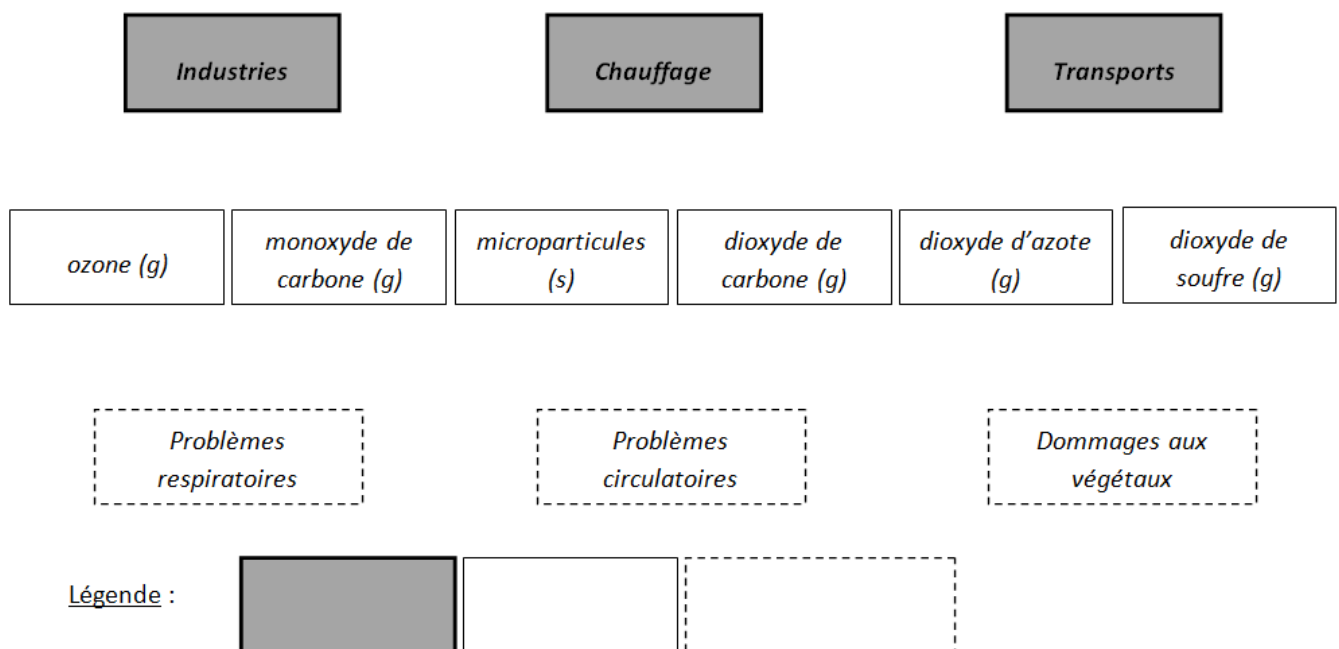 Industries
Chauffage
Transports
ozone (g)
monoxyde de
carbone (g)
microparticules
(s)
dioxyde de
carbone (g)
dioxyde d'azote
(g)
dioxyde de
soufre (g)
Problèmes
respiratoires
Problèmes
circulatoires
Dommages aux
végétaux
Légende :